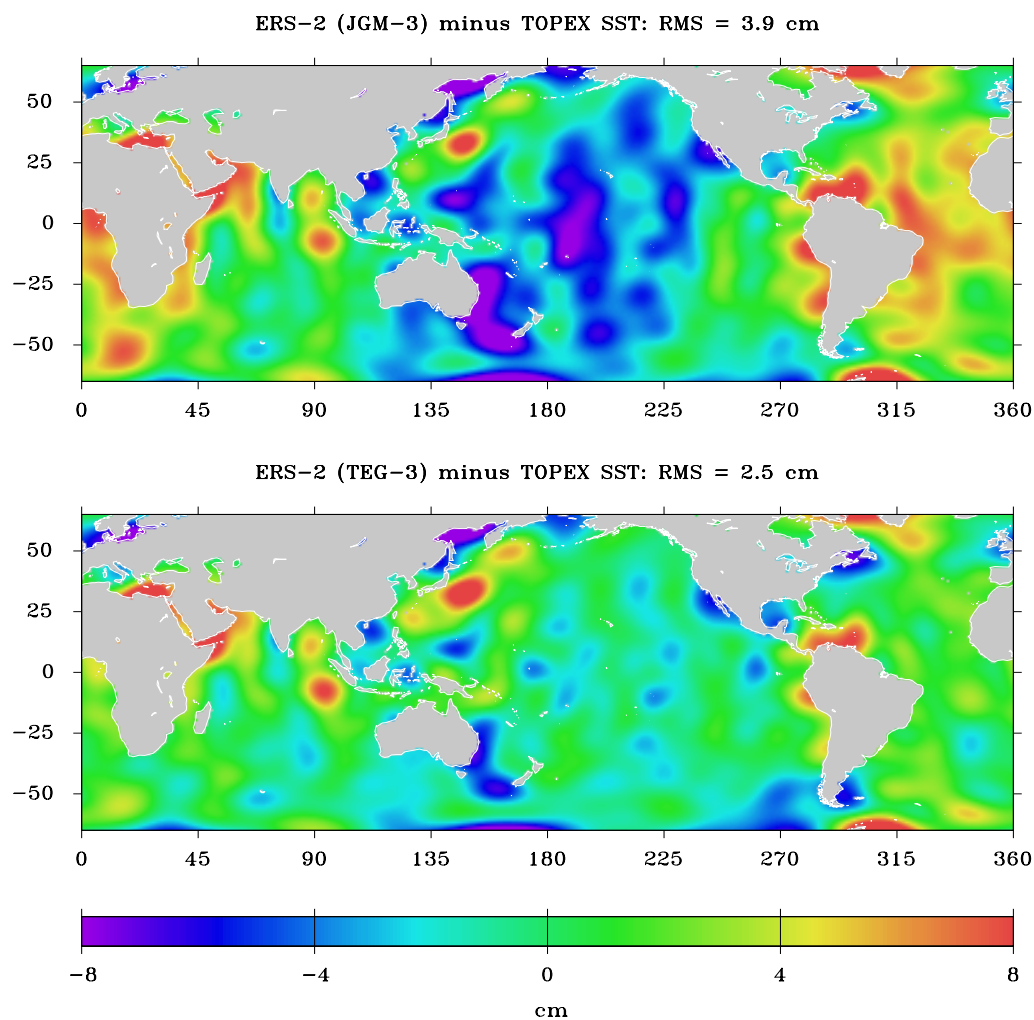 ERS−2 (JGM−3) minus TOPEX SST: RMS = 3.9 cm
50
25
0
−25
−50
0 45 90 135 180 225 270 315 360
ERS−2 (TEG−3) minus TOPEX SST: RMS = 2.5 cm
50
25
0
−25
−50
0 45 90 135 180 225 270 315 360
−8 −4 0 4 8
cm